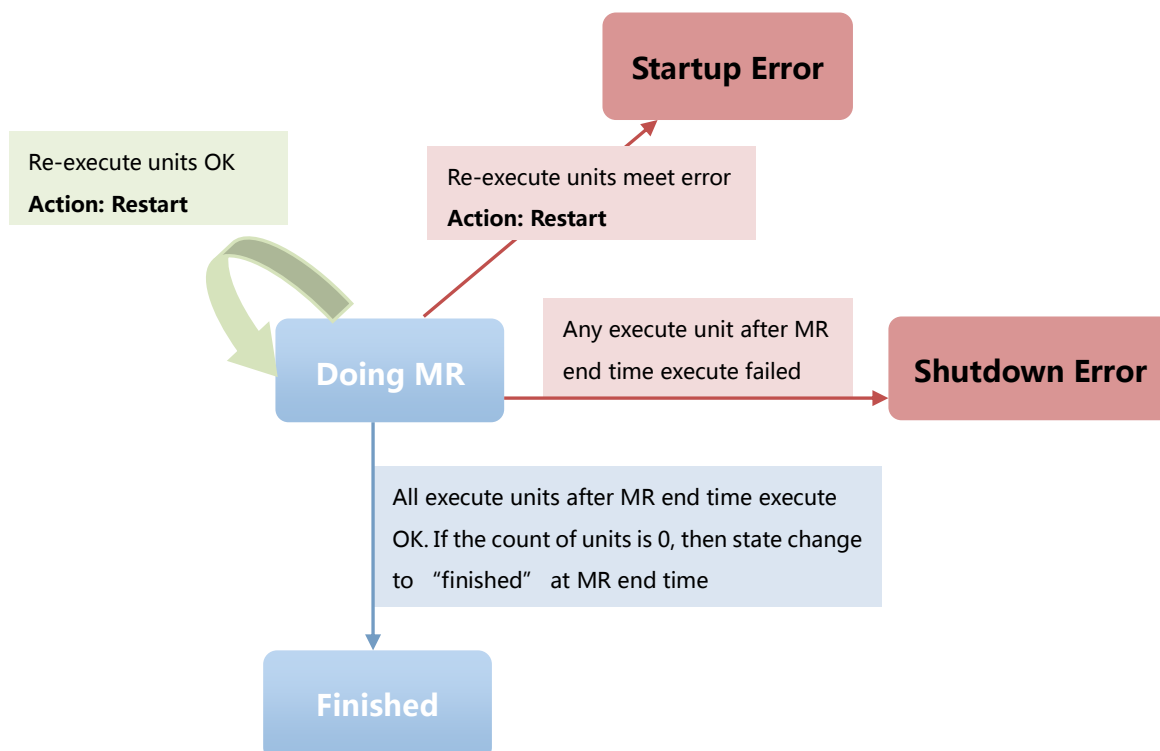 Startup Error
Re-execute units OK
Action: Restart
Re-execute units meet error
Action: Restart
Doing MR
Any execute unit after MR
end time execute failed
Shutdown Error
All execute units after MR end time execute
OK. If the count of units is 0, then state change
to “finished” at MR end time
Finished